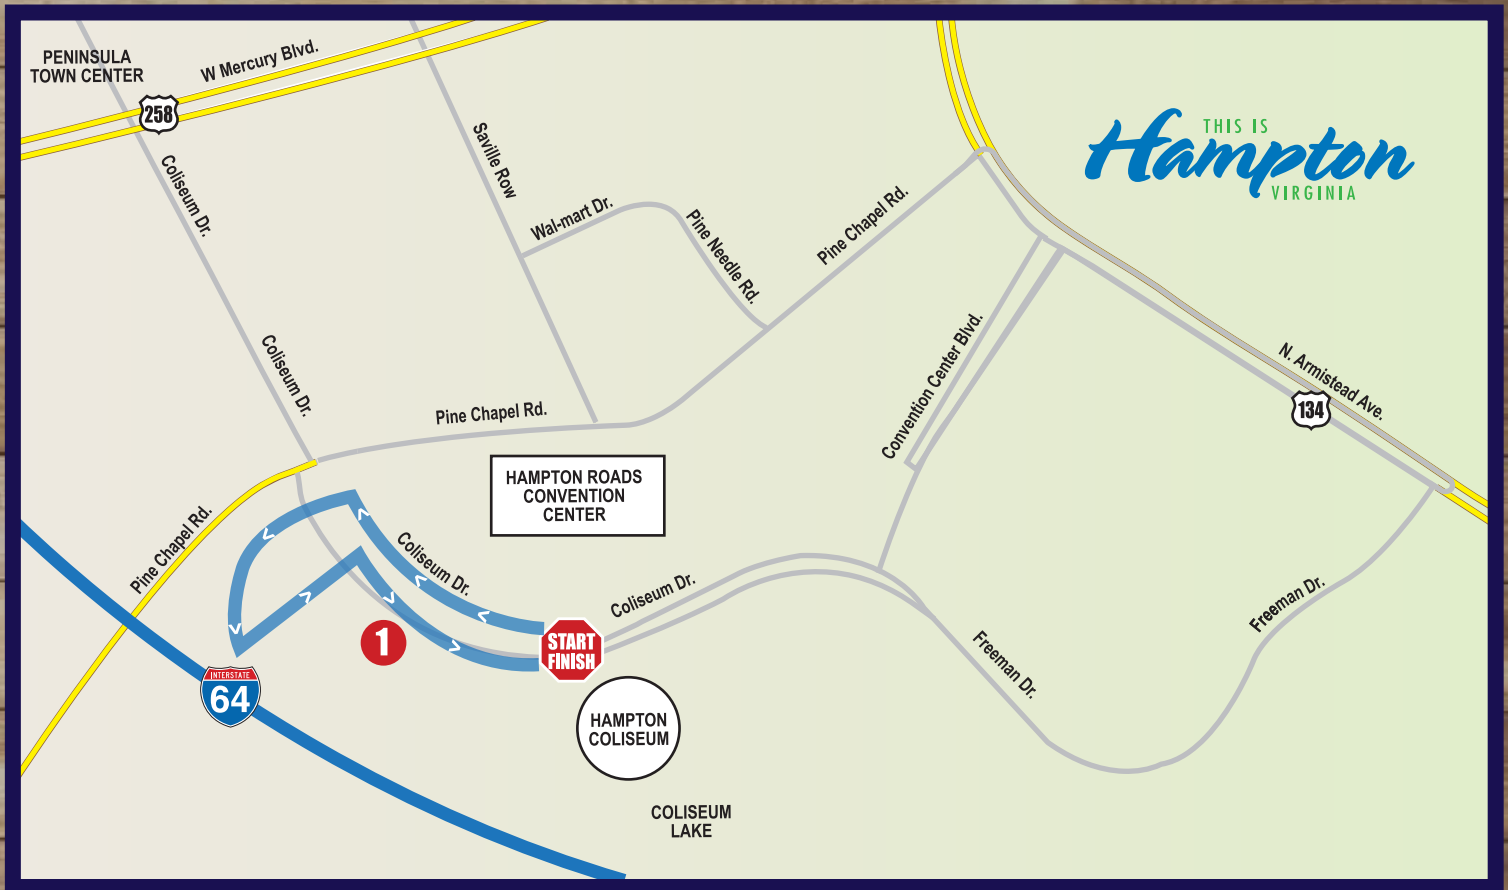 PENINSULA
TOWN CENTER
W Mercury Blvd.
258
Coliseum Dr.
Saville Row
Wal-mart Dr.
Pine Needle Rd.
Pine Chapel Rd.
THIS IS
Hampton
VIRGINIA
Coliseum Dr.
Pine Chapel Rd.
Convention Center Blvd.
N. Armistead Ave.
134
HAMPTON ROADS
CONVENTION
CENTER
Pine Chapel Rd.
Coliseum Dr.
Coliseum Dr.
Freeman Dr.
Freeman Dr.
1
START
FINISH
INTERSTATE
64
HAMPTON
COLISEUM
COLISEUM
LAKE